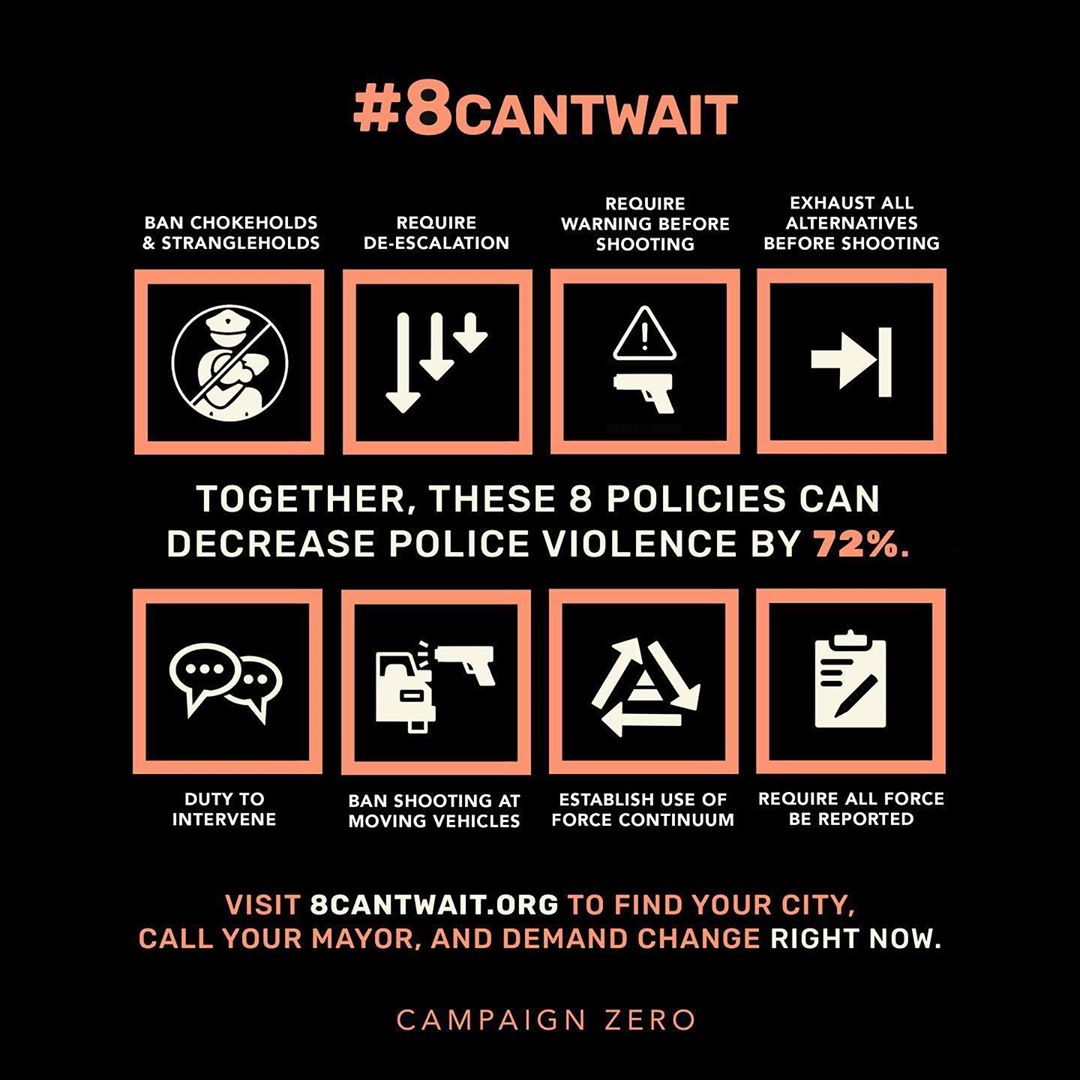 #8CANTWAIT
BAN CHOKEHOLDS
& STRANGLEHOLDS
REQUIRE
DE-ESCALATION
REQUIRE
WARNING BEFORE
SHOOTING
EXHAUST ALL
ALTERNATIVES
BEFORE SHOOTING
TOGETHER, THESE 8 POLICIES CAN
DECREASE POLICE VIOLENCE BY 72%.
DUTY TO
INTERVENE
BAN SHOOTING AT
MOVING VEHICLES
ESTABLISH USE OF
FORCE CONTINUUM
REQUIRE ALL FORCE
BE REPORTED
VISIT 8CANTWAIT.ORG TO FIND YOUR CITY,
CALL YOUR MAYOR, AND DEMAND CHANGE RIGHT NOW.
CAMPAIGN ZERO